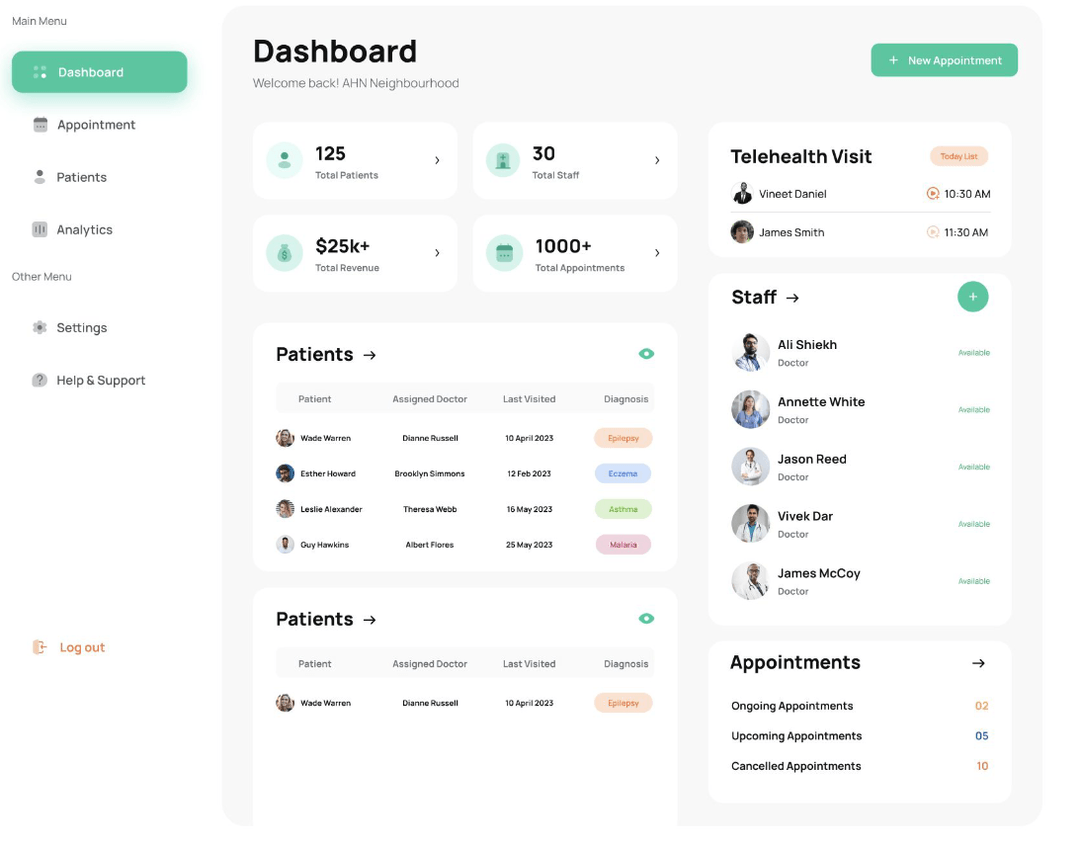 Main Menu
Dashboard
Appointment
Patients
Analytics
Other Menu
Settings
Help & Support
Log out
Dashboard
Welcome back! AHN Neighbourhood
+ New Appointment
125
Total Patients
30
Total Staff
$25k+
Total Revenue
1000+
Total Appointments
Patients →
Patient Assigned Doctor Last Visited Diagnosis
Wade Warren Dianne Russell 10 April 2023 Epilepsy
Esther Howard Brooklyn Simmons 12 Feb 2023 Eczema
Leslie Alexander Theresa Webb 16 May 2023 Asthma
Guy Hawkins Albert Flores 25 May 2023 Malaria
Patients →
Patient Assigned Doctor Last Visited Diagnosis
Wade Warren Dianne Russell 10 April 2023 Epilepsy
Telehealth Visit Today List
Vineet Daniel 10:30 AM
James Smith 11:30 AM
Staff →
Ali Shiekh
Doctor
Available
Annette White
Doctor
Available
Jason Reed
Doctor
Available
Vivek Dar
Doctor
Available
James McCoy
Doctor
Available
Appointments →
Ongoing Appointments 02
Upcoming Appointments 05
Cancelled Appointments 10